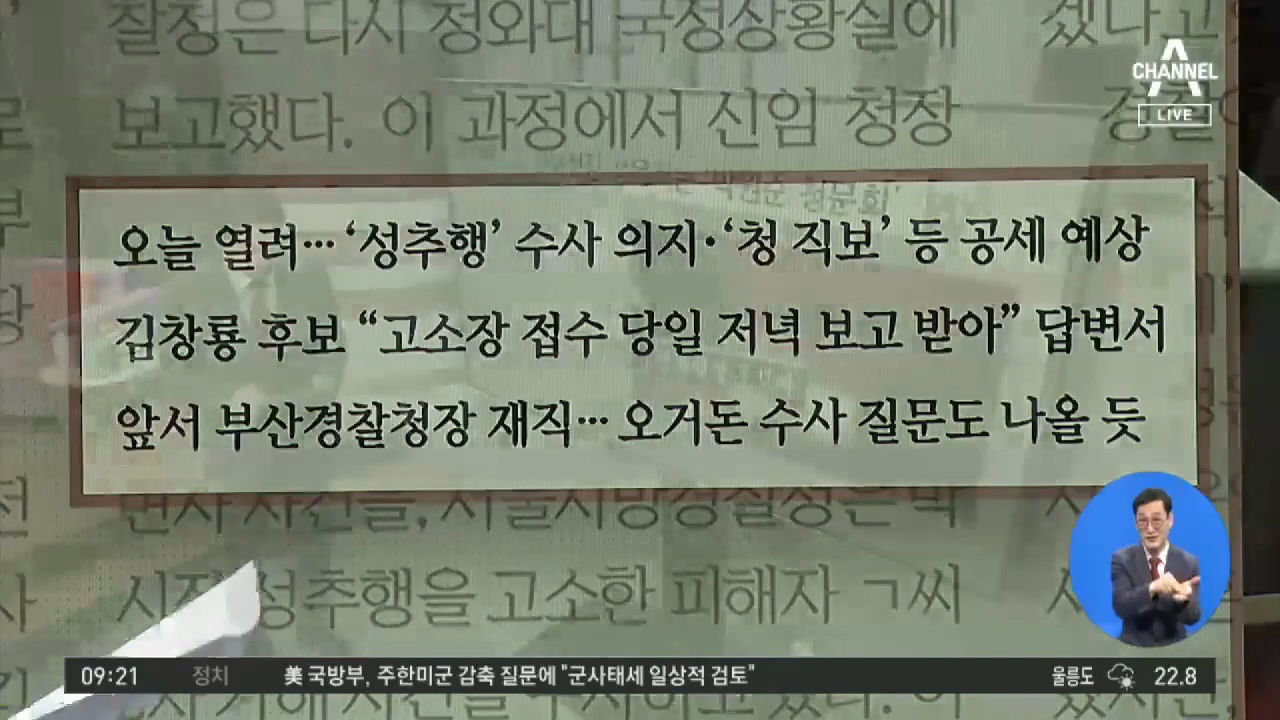 찰청은 다시 청와대 국정상황실에
겠다고
CHANNEL A
LIVE
보고했다. 이 과정에서 신임 청장
오늘 열려…‘성추행’ 수사 의지·‘청 직보’ 등 공세 예상
김창룡 후보 “고소장 접수 당일 저녁 보고 받아” 답변서
앞서 부산경찰청장 재직… 오거돈 수사 질문도 나올 듯
시장 성추행을 고소한 피해자 ㄱ씨
09:21 정치 美 국방부, 주한미군 감축 질문에 "군사태세 일상적 검토" 울릉도 22.8